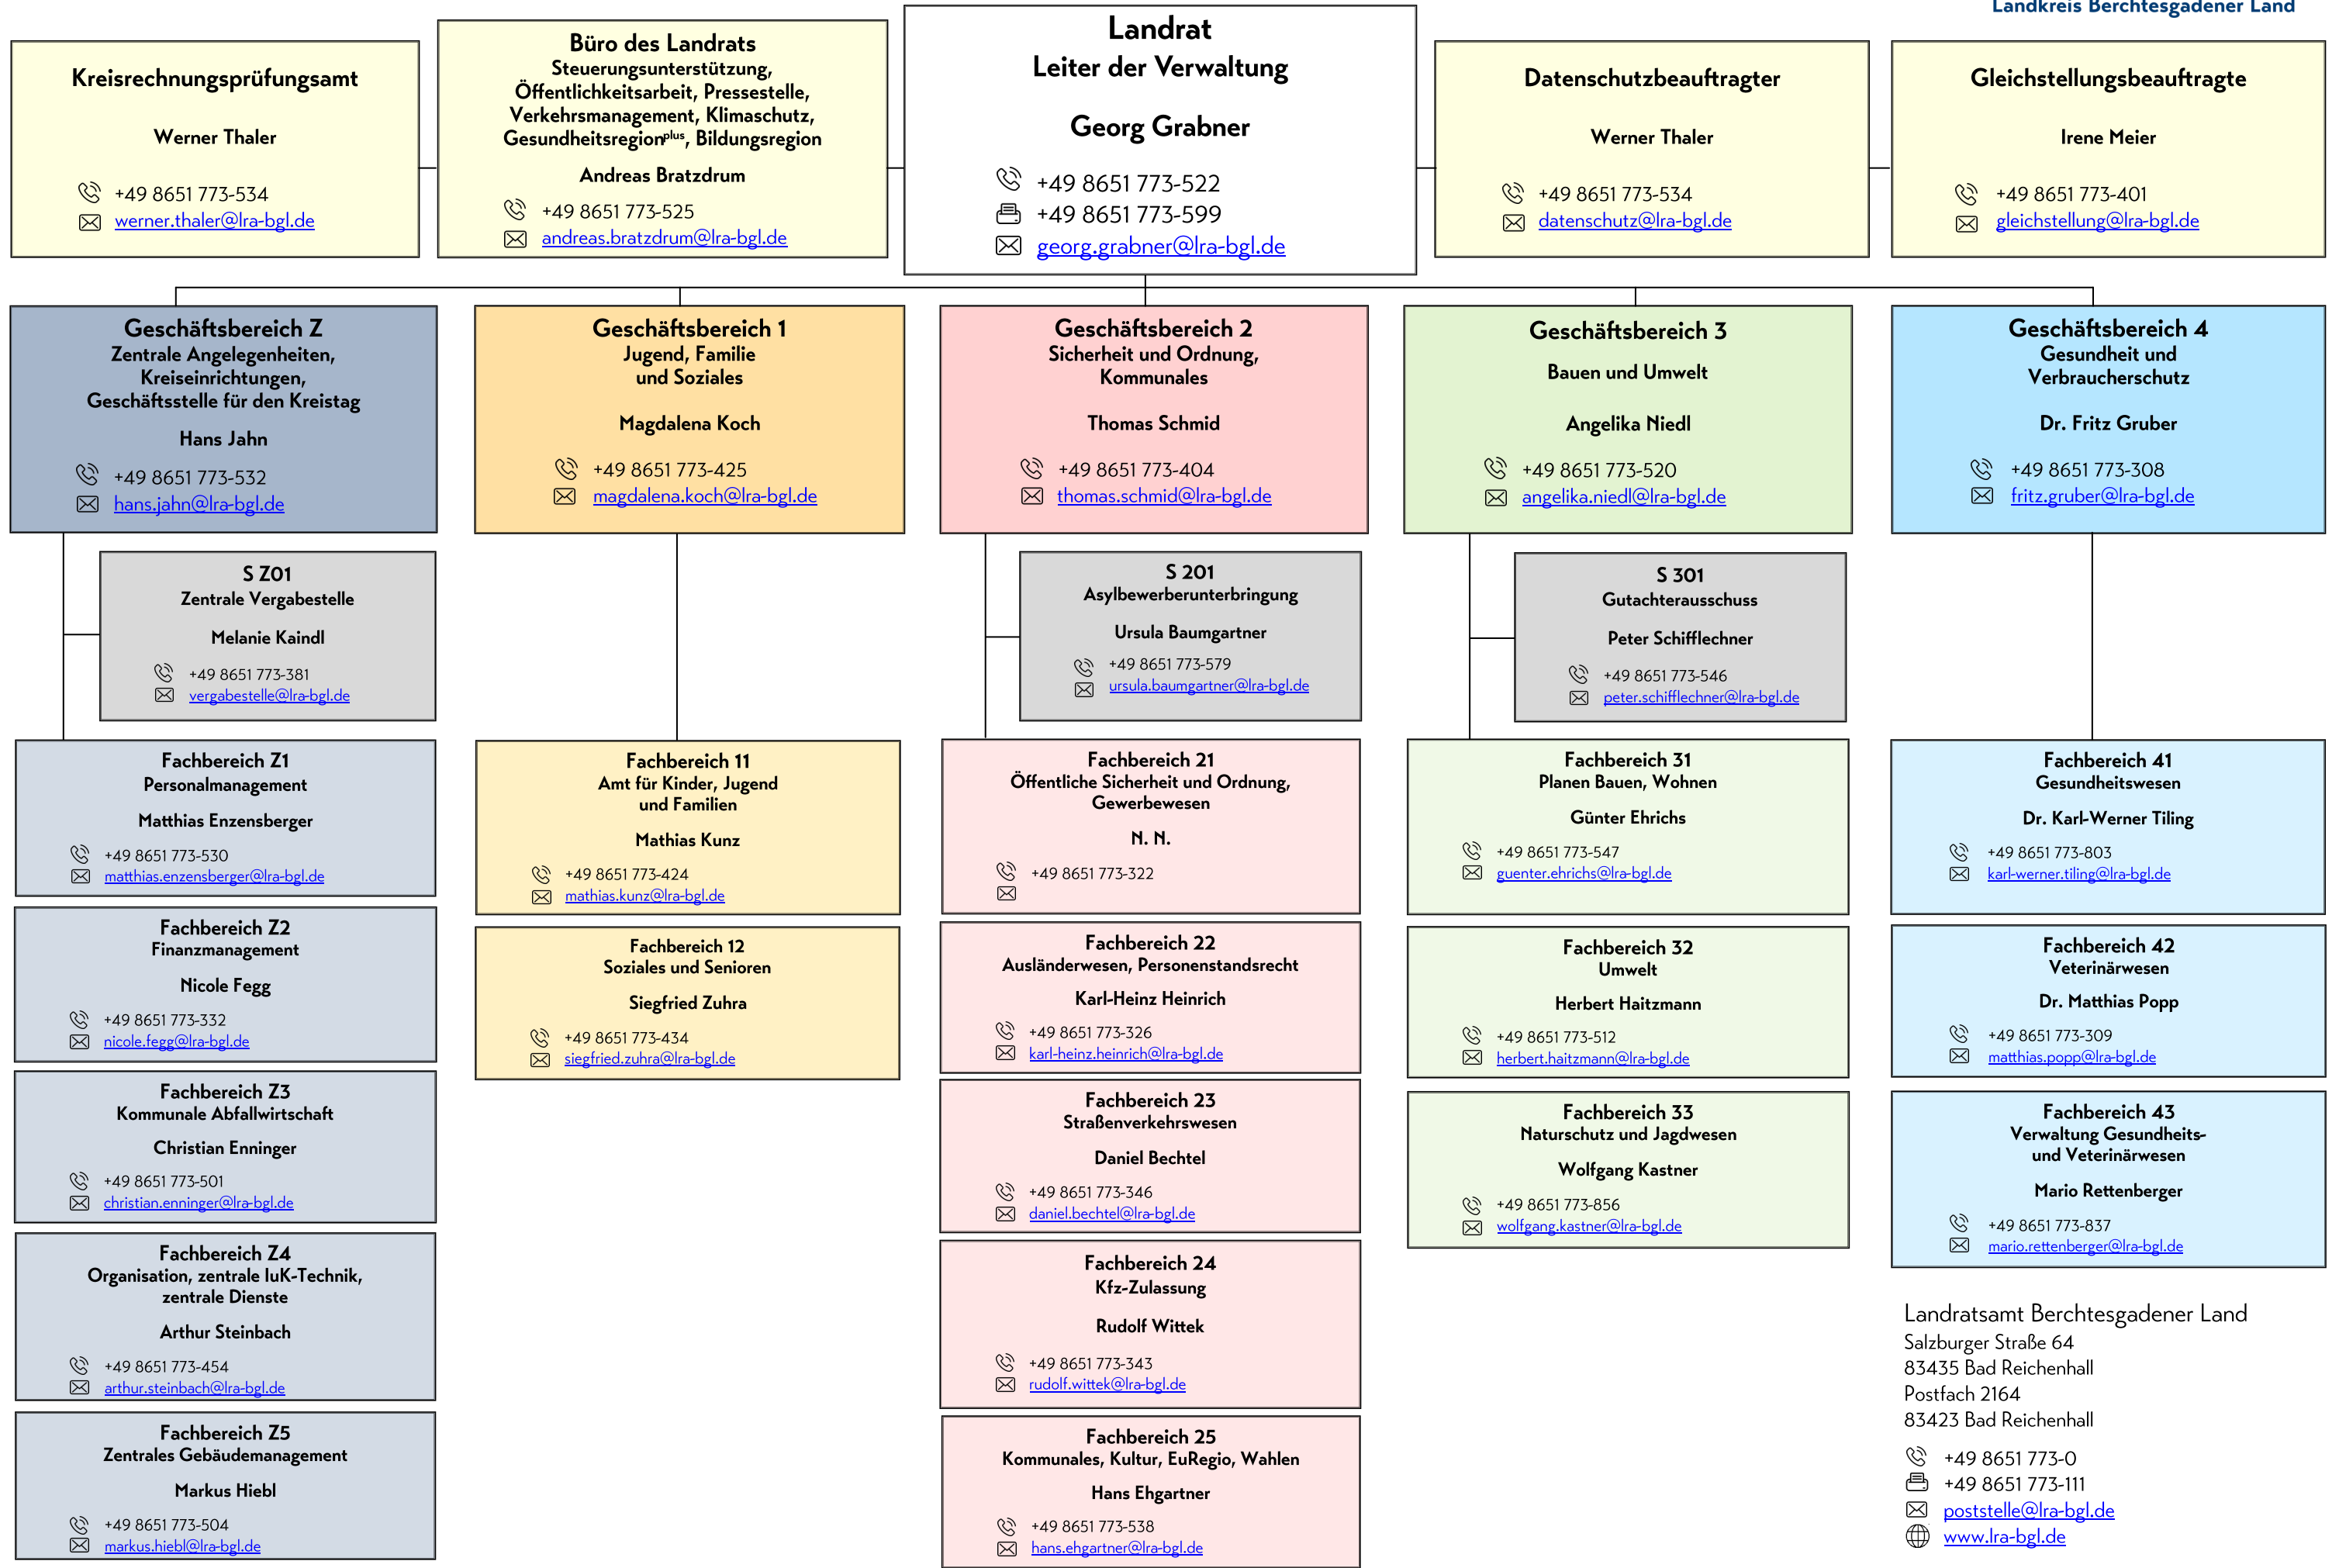 Landkreis Berchtesgadener Land
Kreisrechnungsprüfungsamt
Werner Thaler
+49 8651 773-534
werner.thaler@lra-bgl.de
Büro des Landrats
Steuerungsunterstützung,
Öffentlichkeitsarbeit, Pressestelle,
Verkehrsmanagement, Klimaschutz,
Gesundheitsregionplus, Bildungsregion
Andreas Bratzdrum
+49 8651 773-525
andreas.bratzdrum@lra-bgl.de
Landrat
Leiter der Verwaltung
Georg Grabner
+49 8651 773-522
+49 8651 773-599
georg.grabner@lra-bgl.de
Datenschutzbeauftragter
Werner Thaler
+49 8651 773-534
datenschutz@lra-bgl.de
Gleichstellungsbeauftragte
Irene Meier
+49 8651 773-401
gleichstellung@lra-bgl.de
Geschäftsbereich Z
Zentrale Angelegenheiten,
Kreiseinrichtungen,
Geschäftsstelle für den Kreistag
Hans Jahn
+49 8651 773-532
hans.jahn@lra-bgl.de
Geschäftsbereich 1
Jugend, Familie
und Soziales
Magdalena Koch
+49 8651 773-425
magdalena.koch@lra-bgl.de
Geschäftsbereich 2
Sicherheit und Ordnung,
Kommunales
Thomas Schmid
+49 8651 773-404
thomas.schmid@lra-bgl.de
Geschäftsbereich 3
Bauen und Umwelt
Angelika Niedl
+49 8651 773-520
angelika.niedl@lra-bgl.de
Geschäftsbereich 4
Gesundheit und
Verbraucherschutz
Dr. Fritz Gruber
+49 8651 773-308
fritz.gruber@lra-bgl.de
S Z01
Zentrale Vergabestelle
Melanie Kaindl
+49 8651 773-381
vergabestelle@lra-bgl.de
S 201
Asylbewerberunterbringung
Ursula Baumgartner
+49 8651 773-579
ursula.baumgartner@lra-bgl.de
S 301
Gutachterausschuss
Peter Schifflechner
+49 8651 773-546
peter.schifflechner@lra-bgl.de
Fachbereich Z1
Personalmanagement
Matthias Enzensberger
+49 8651 773-530
matthias.enzensberger@lra-bgl.de
Fachbereich Z2
Finanzmanagement
Nicole Fegg
+49 8651 773-332
nicole.fegg@lra-bgl.de
Fachbereich Z3
Kommunale Abfallwirtschaft
Christian Enninger
+49 8651 773-501
christian.enninger@lra-bgl.de
Fachbereich Z4
Organisation, zentrale IuK-Technik,
zentrale Dienste
Arthur Steinbach
+49 8651 773-454
arthur.steinbach@lra-bgl.de
Fachbereich Z5
Zentrales Gebäudemanagement
Markus Hiebl
+49 8651 773-504
markus.hiebl@lra-bgl.de
Fachbereich 11
Amt für Kinder, Jugend
und Familien
Mathias Kunz
+49 8651 773-424
mathias.kunz@lra-bgl.de
Fachbereich 12
Soziales und Senioren
Siegfried Zuhra
+49 8651 773-434
siegfried.zuhra@lra-bgl.de
Fachbereich 21
Öffentliche Sicherheit und Ordnung,
Gewerbewesen
N. N.
+49 8651 773-322
Fachbereich 22
Ausländerwesen, Personenstandsrecht
Karl-Heinz Heinrich
+49 8651 773-326
karl-heinz.heinrich@lra-bgl.de
Fachbereich 23
Straßenverkehrswesen
Daniel Bechtel
+49 8651 773-346
daniel.bechtel@lra-bgl.de
Fachbereich 24
Kfz-Zulassung
Rudolf Wittek
+49 8651 773-343
rudolf.wittek@lra-bgl.de
Fachbereich 25
Kommunales, Kultur, EuRegio, Wahlen
Hans Ehgartner
+49 8651 773-538
hans.ehgartner@lra-bgl.de
Fachbereich 31
Planen Bauen, Wohnen
Günter Ehrichs
+49 8651 773-547
guenter.ehrichs@lra-bgl.de
Fachbereich 32
Umwelt
Herbert Haitzmann
+49 8651 773-512
herbert.haitzmann@lra-bgl.de
Fachbereich 33
Naturschutz und Jagdwesen
Wolfgang Kastner
+49 8651 773-856
wolfgang.kastner@lra-bgl.de
Fachbereich 41
Gesundheitswesen
Dr. Karl-Werner Tiling
+49 8651 773-803
karl-werner.tiling@lra-bgl.de
Fachbereich 42
Veterinärwesen
Dr. Matthias Popp
+49 8651 773-309
matthias.popp@lra-bgl.de
Fachbereich 43
Verwaltung Gesundheits-
und Veterinärwesen
Mario Rettenberger
+49 8651 773-837
mario.rettenberger@lra-bgl.de
Landratsamt Berchtesgadener Land
Salzburger Straße 64
83435 Bad Reichenhall
Postfach 2164
83423 Bad Reichenhall
+49 8651 773-0
+49 8651 773-111
poststelle@lra-bgl.de
www.lra-bgl.de